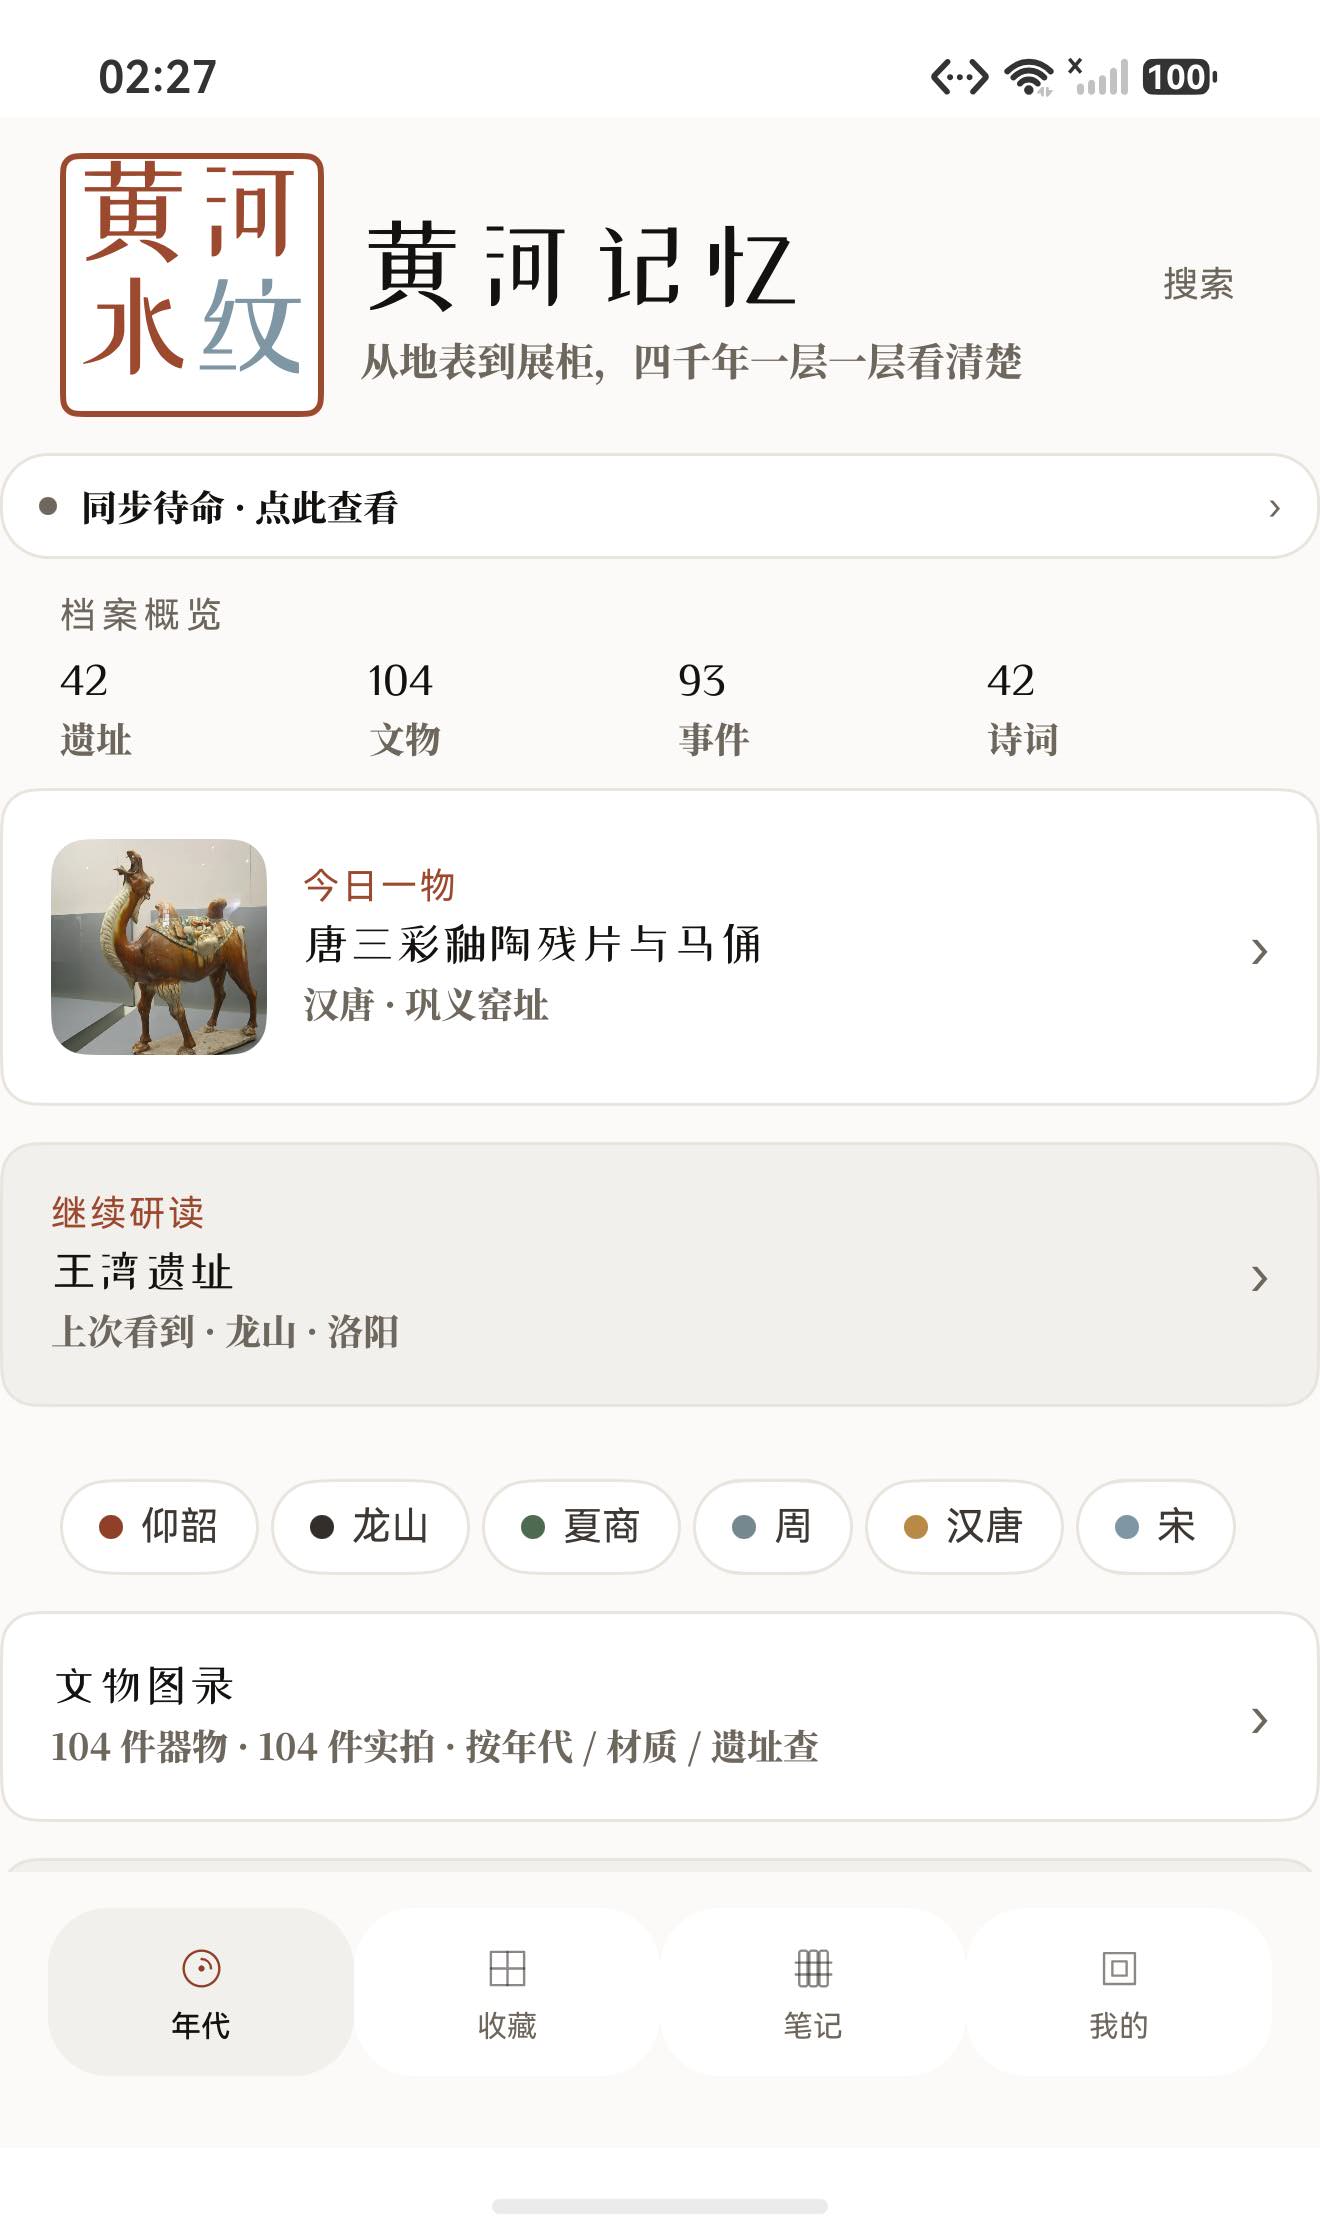 02:27
100
黄河
水纹
黄河记忆
搜索
从地表到展柜，四千年一层一层看清楚
同步待命 · 点此查看
档案概览
42 104 93 42
遗址 文物 事件 诗词
今日一物
唐三彩釉陶残片与马俑
汉唐 · 巩义窑址
继续研读
王湾遗址
上次看到 · 龙山 · 洛阳
仰韶 龙山 夏商 周 汉唐 宋
文物图录
104 件器物 · 104 件实拍 · 按年代 / 材质 / 遗址查
年代 收藏 笔记 我的